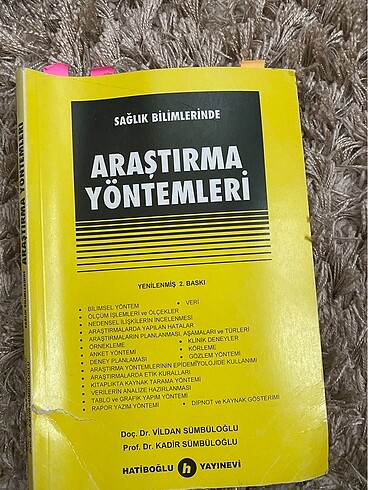 SAĞLIK BİLİMLERİNDE
ARAŞTIRMA
YÖNTEMLERİ
YENİLENMİŞ 2. BASKI
• BİLİMSEL YÖNTEM • VERİ
• ÖLÇÜM İŞLEMLERİ ve ÖLÇEKLER
• NEDENSEL İLİŞKİLERİN İNCELENMESİ
• ARAŞTIRMALARDA YAPILAN HATALAR
• ARAŞTIRMALARIN PLANLANMASI, AŞAMALARI ve TÜRLERİ
• ÖRNEKLEME • KLİNİK DENEYLER
• ANKET YÖNTEMİ • KÖRLEME
• DENEY PLANLAMASI • GÖZLEM YÖNTEMİ
• ARAŞTIRMA YÖNTEMLERİNİN EPİDEMİYOLOJİDE KULLANIMI
• ARAŞTIRMALARDA ETİK KURALLARI
• KİTAPLIKTA KAYNAK TARAMA YÖNTEMİ
• VERİLERİN ANALİZE HAZIRLANMASI
• TABLO ve GRAFİK YAPIM YÖNTEMİ
• RAPOR YAZIM YÖNTEMİ • DİPNOT ve KAYNAK GÖSTERİMİ
Doç. Dr. VİLDAN SÜMBÜLOĞLU
Prof. Dr. KADİR SÜMBÜLOĞLU
HATİBOĞLU h YAYINEVİ
ARAŞTIRMA YÖNTEMLERİ